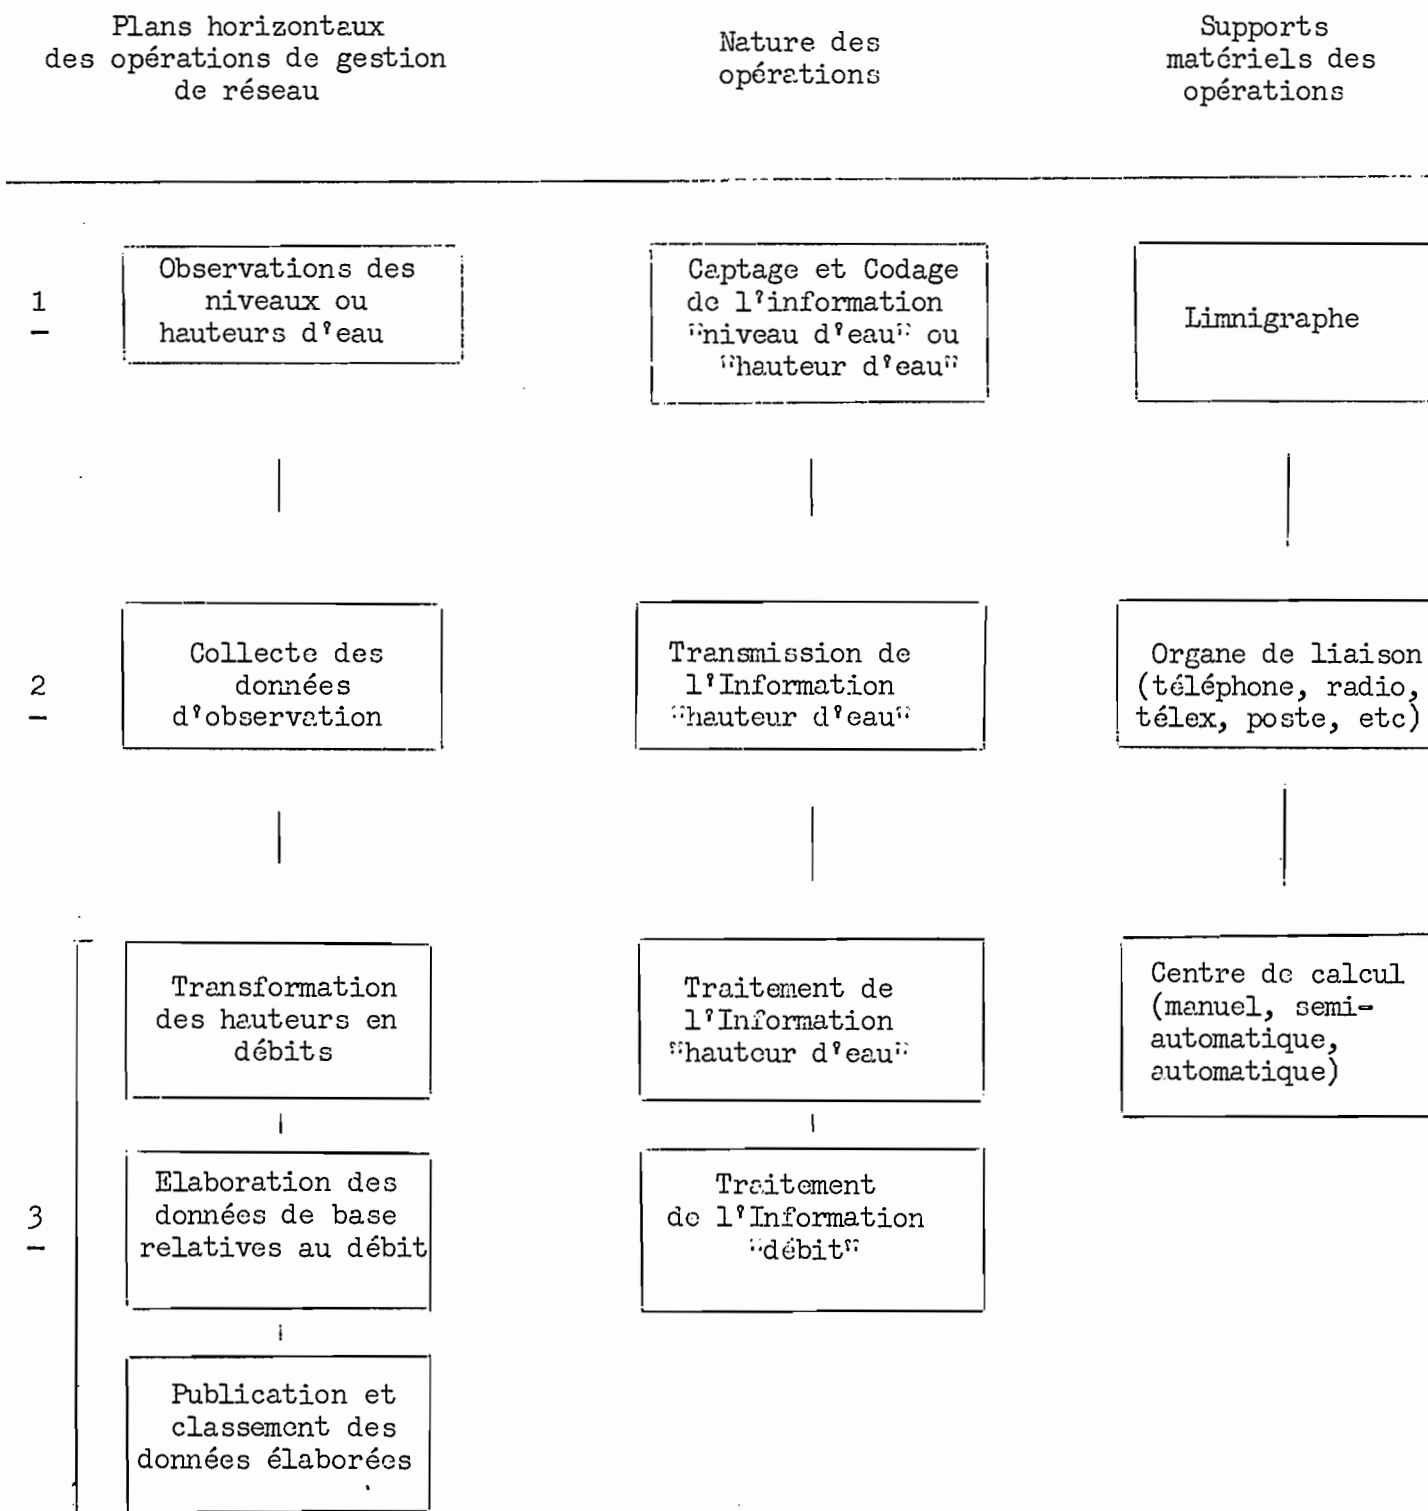 Plans horizontaux
des opérations de gestion
de réseau
Nature des
opérations
Supports
matériels des
opérations
1
Observations des
niveaux ou
hauteurs d'eau
Captage et Codage
de l'information
"niveau d'eau" ou
"hauteur d'eau"
Limnigraphe
2
Collecte des
données
d'observation
Transmission de
l'Information
"hauteur d'eau"
Organe de liaison
(téléphone, radio,
télex, poste, etc)
3
Transformation
des hauteurs en
débits
Traitement de
l'Information
"hauteur d'eau"
Centre de calcul
(manuel, semi-
automatique,
automatique)
Elaboration des
données de base
relatives au débit
Traitement
de l'Information
"débit"
Publication et
classement des
données élaborées